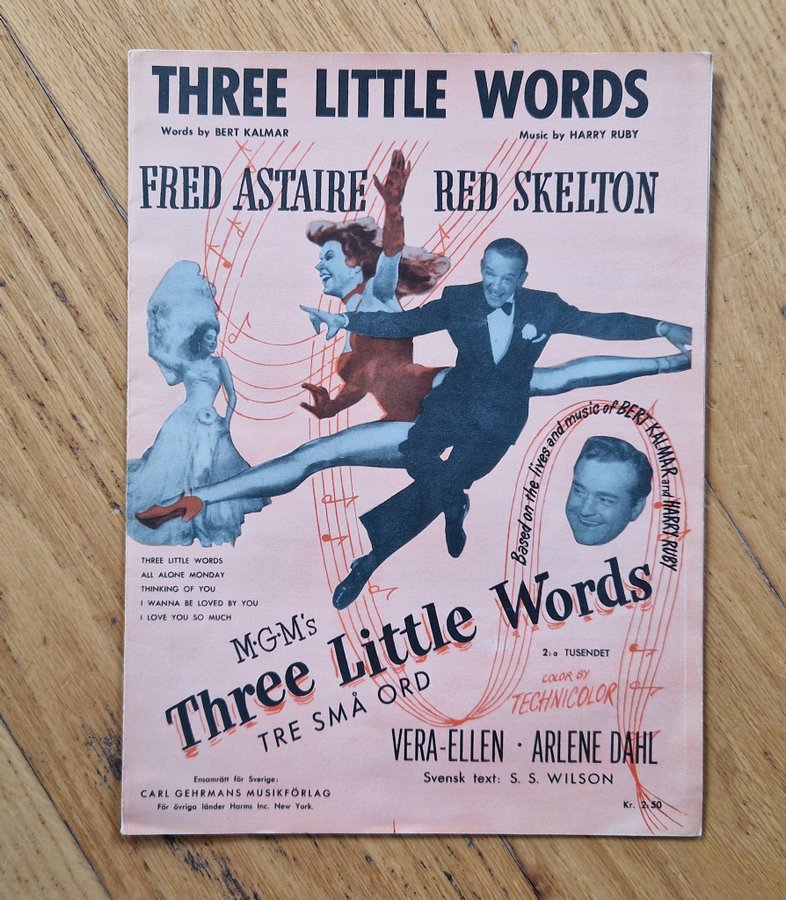 THREE LITTLE WORDS
Words by BERT KALMAR
Music by HARRY RUBY
FRED ASTAIRE
RED SKELTON
Based on the lives and music of BERT KALMAR and HARRY RUBY
THREE LITTLE WORDS
ALL ALONE MONDAY
THINKING OF YOU
I WANNA BE LOVED BY YOU
I LOVE YOU SO MUCH
M·G·M's
Three Little Words
TRE SMÅ ORD
2:a TUSENDET
COLOR BY
TECHNICOLOR
VERA-ELLEN · ARLENE DAHL
Svensk text: S. S. WILSON
Ensamrätt för Sverige:
CARL GEHRMANS MUSIKFÖRLAG
För övriga länder Harms Inc. New York.
Kr. 2:50